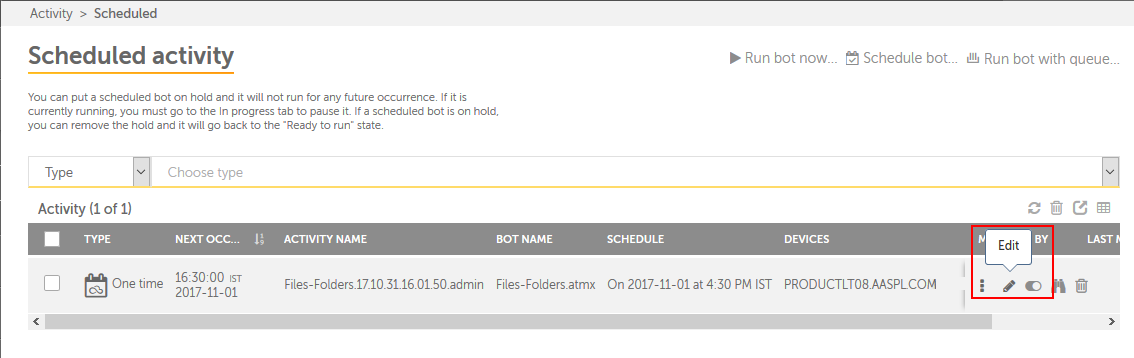 Activity > Scheduled
Scheduled activity
Run bot now... Schedule bot... Run bot with queue...
You can put a scheduled bot on hold and it will not run for any future occurrence. If it is
currently running, you must go to the In progress tab to pause it. If a scheduled bot is on hold,
you can remove the hold and it will go back to the "Ready to run" state.
Type Choose type
Activity (1 of 1)
Edit
TYPE NEXT OCC... ACTIVITY NAME BOT NAME SCHEDULE DEVICES M BY LAST M
One time 16:30:00 IST Files-Folders.17.10.31.16.01.50.admin Files-Folders.atmx On 2017-11-01 at 4:30 PM IST PRODUCTLT08.AASPL.COM
2017-11-01